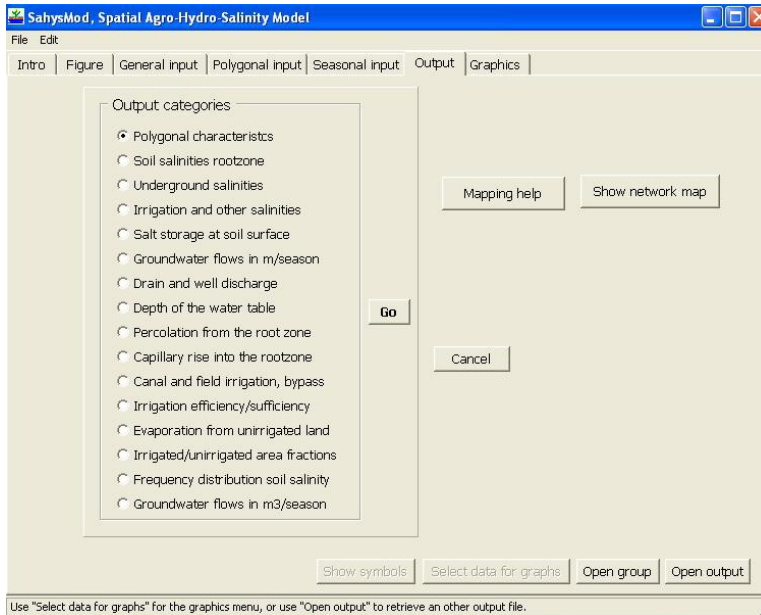 SahysMod, Spatial Agro-Hydro-Salinity Model
File Edit
Intro Figure General input Polygonal input Seasonal input Output Graphics
Output categories
Polygonal characteristcs
Soil salinities rootzone
Underground salinities
Irrigation and other salinities
Salt storage at soil surface
Groundwater flows in m/season
Drain and well discharge
Depth of the water table
Percolation from the root zone
Capillary rise into the rootzone
Canal and field irrigation, bypass
Irrigation efficiency/sufficiency
Evaporation from unirrigated land
Irrigated/unirrigated area fractions
Frequency distribution soil salinity
Groundwater flows in m3/season
Go
Mapping help Show network map
Cancel
Show symbols Select data for graphs Open group Open output
Use "Select data for graphs" for the graphics menu, or use "Open output" to retrieve an other output file.